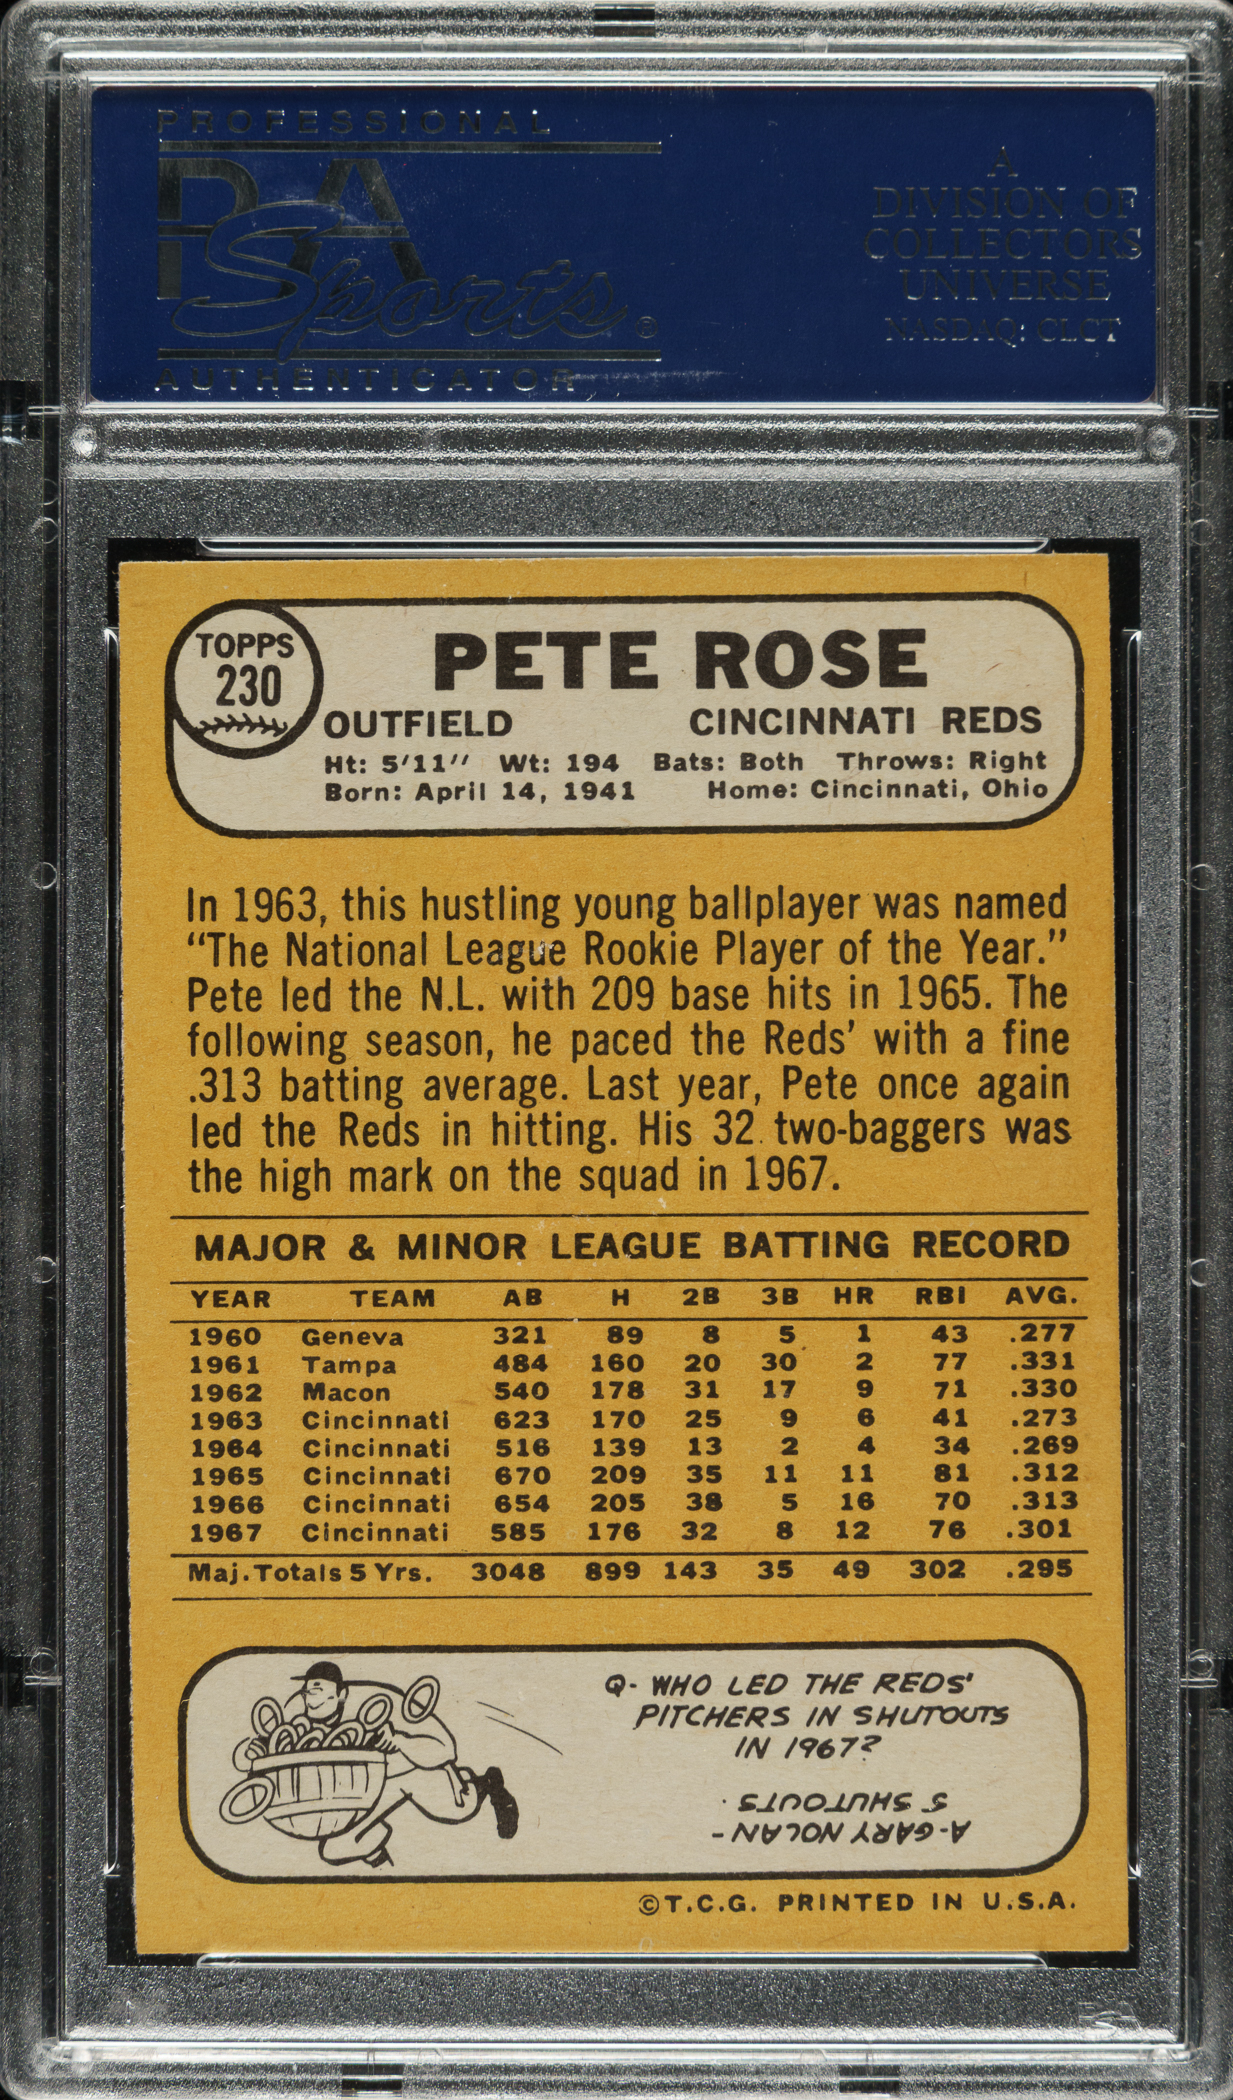 PROFESSIONAL
PSA
Sports®
AUTHENTICATOR
A
DIVISION OF
COLLECTORS
UNIVERSE
NASDAQ: CLCT
TOPPS
230
PETE ROSE
OUTFIELD CINCINNATI REDS
Ht: 5'11" Wt: 194 Bats: Both Throws: Right
Born: April 14, 1941 Home: Cincinnati, Ohio
In 1963, this hustling young ballplayer was named
“The National League Rookie Player of the Year.”
Pete led the N.L. with 209 base hits in 1965. The
following season, he paced the Reds’ with a fine
.313 batting average. Last year, Pete once again
led the Reds in hitting. His 32 two-baggers was
the high mark on the squad in 1967.
MAJOR & MINOR LEAGUE BATTING RECORD
YEAR TEAM AB H 2B 3B HR RBI AVG.
1960 Geneva 321 89 8 5 1 43 .277
1961 Tampa 484 160 20 30 2 77 .331
1962 Macon 540 178 31 17 9 71 .330
1963 Cincinnati 623 170 25 9 6 41 .273
1964 Cincinnati 516 139 13 2 4 34 .269
1965 Cincinnati 670 209 35 11 11 81 .312
1966 Cincinnati 654 205 38 5 16 70 .313
1967 Cincinnati 585 176 32 8 12 76 .301
Maj. Totals 5 Yrs. 3048 899 143 35 49 302 .295
Q- WHO LED THE REDS'
PITCHERS IN SHUTOUTS
IN 1967?
A-GARY NOLAN -
5 SHUTOUTS.
©T.C.G. PRINTED IN U.S.A.